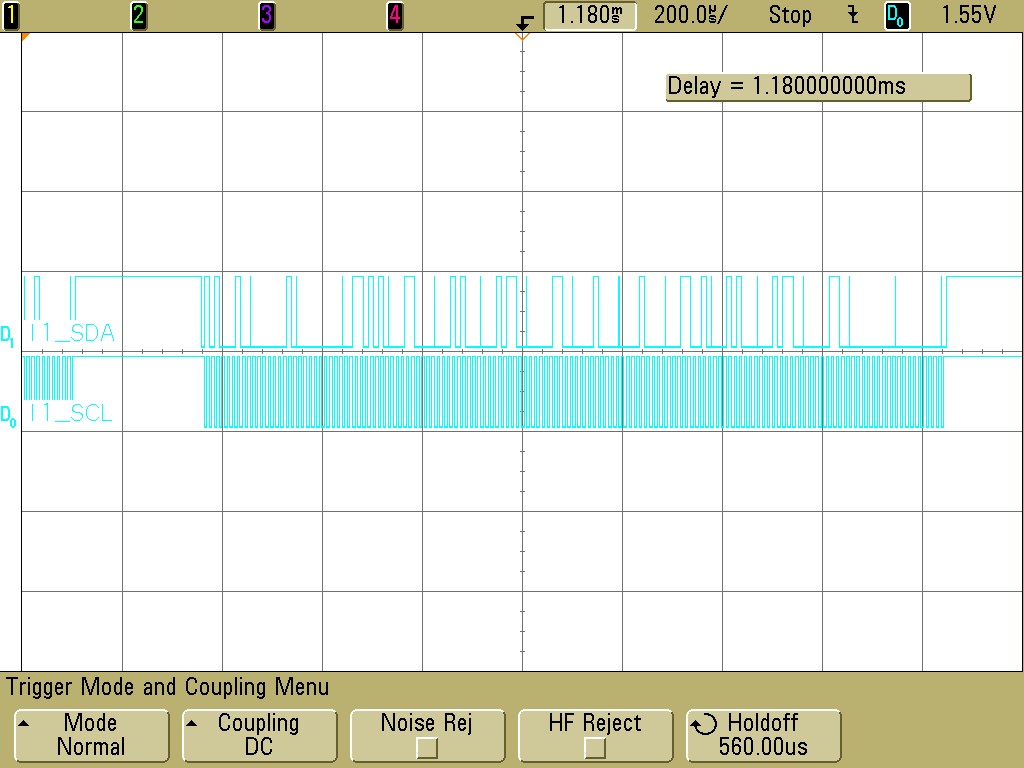 1 2 3 4 1.180ms 200.0µs/ Stop D0 1.55V
Delay = 1.180000000ms
D1 I1_SDA
D0 I1_SCL
Trigger Mode and Coupling Menu
Mode Coupling Noise Rej HF Reject Holdoff
Normal DC 560.00us